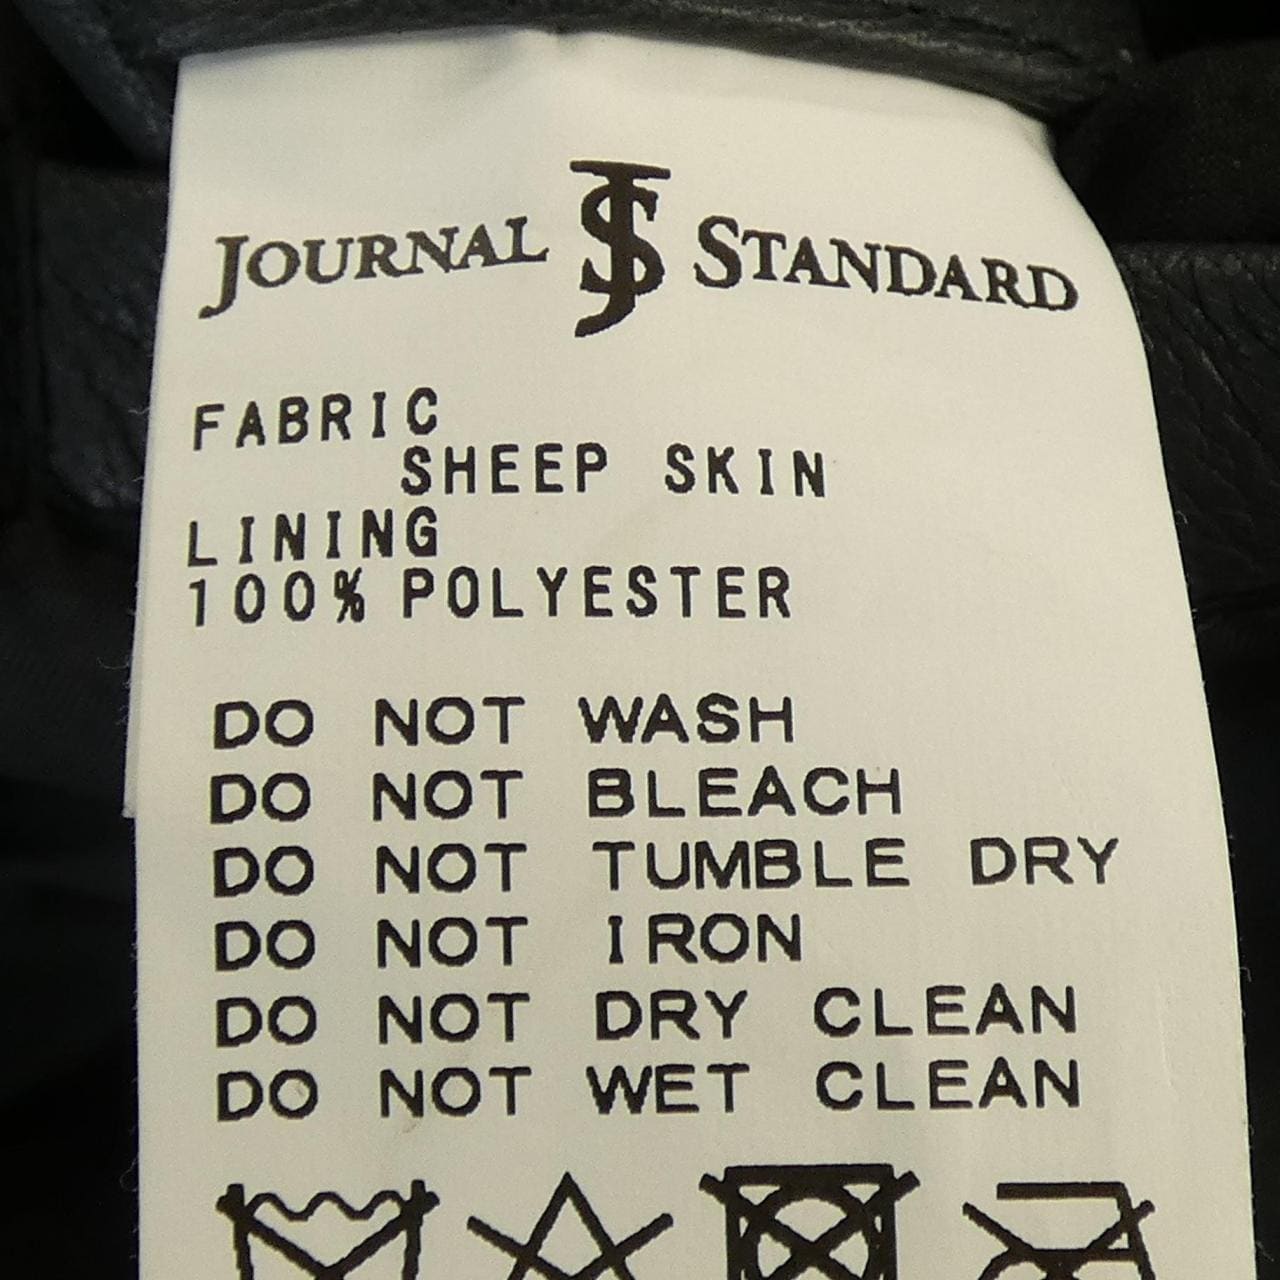 JOURNAL JS STANDARD
FABRIC
SHEEP SKIN
LINING
100% POLYESTER
DO NOT WASH
DO NOT BLEACH
DO NOT TUMBLE DRY
DO NOT IRON
DO NOT DRY CLEAN
DO NOT WET CLEAN